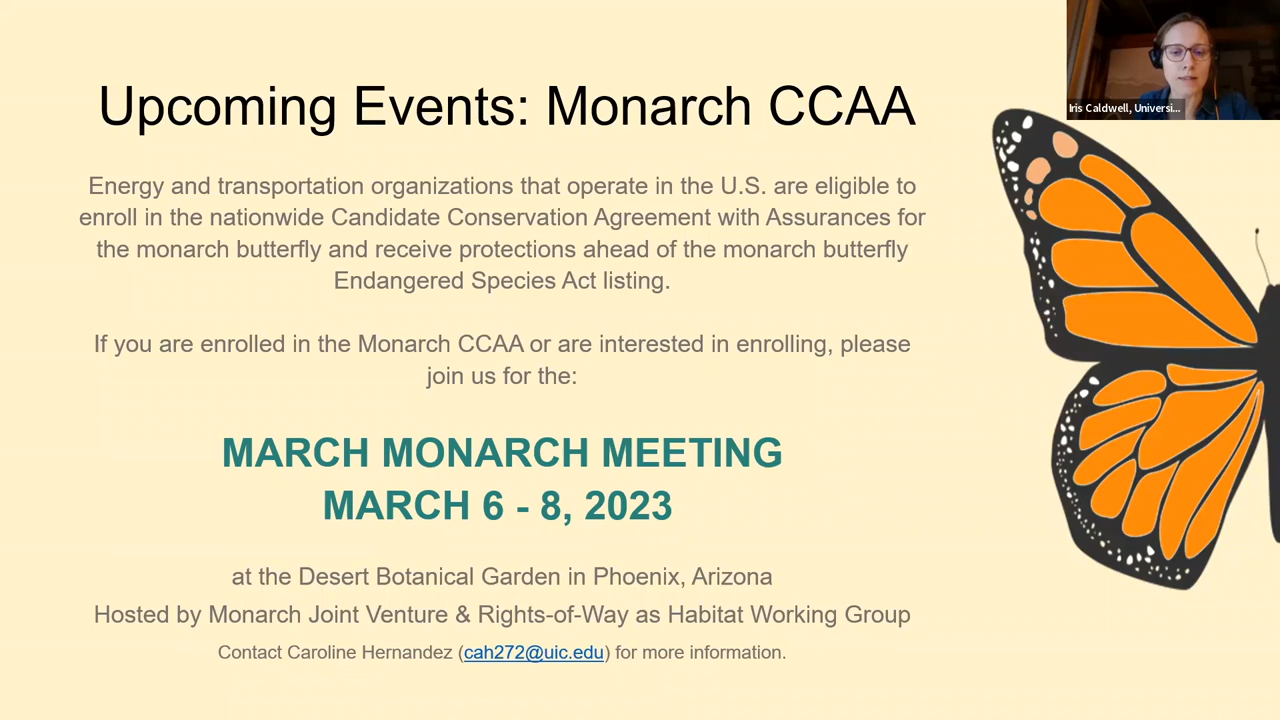 Iris Caldwell, Universi...
Upcoming Events: Monarch CCAA
Energy and transportation organizations that operate in the U.S. are eligible to
enroll in the nationwide Candidate Conservation Agreement with Assurances for
the monarch butterfly and receive protections ahead of the monarch butterfly
Endangered Species Act listing.
If you are enrolled in the Monarch CCAA or are interested in enrolling, please
join us for the:
MARCH MONARCH MEETING
MARCH 6 - 8, 2023
at the Desert Botanical Garden in Phoenix, Arizona
Hosted by Monarch Joint Venture & Rights-of-Way as Habitat Working Group
Contact Caroline Hernandez (cah272@uic.edu) for more information.